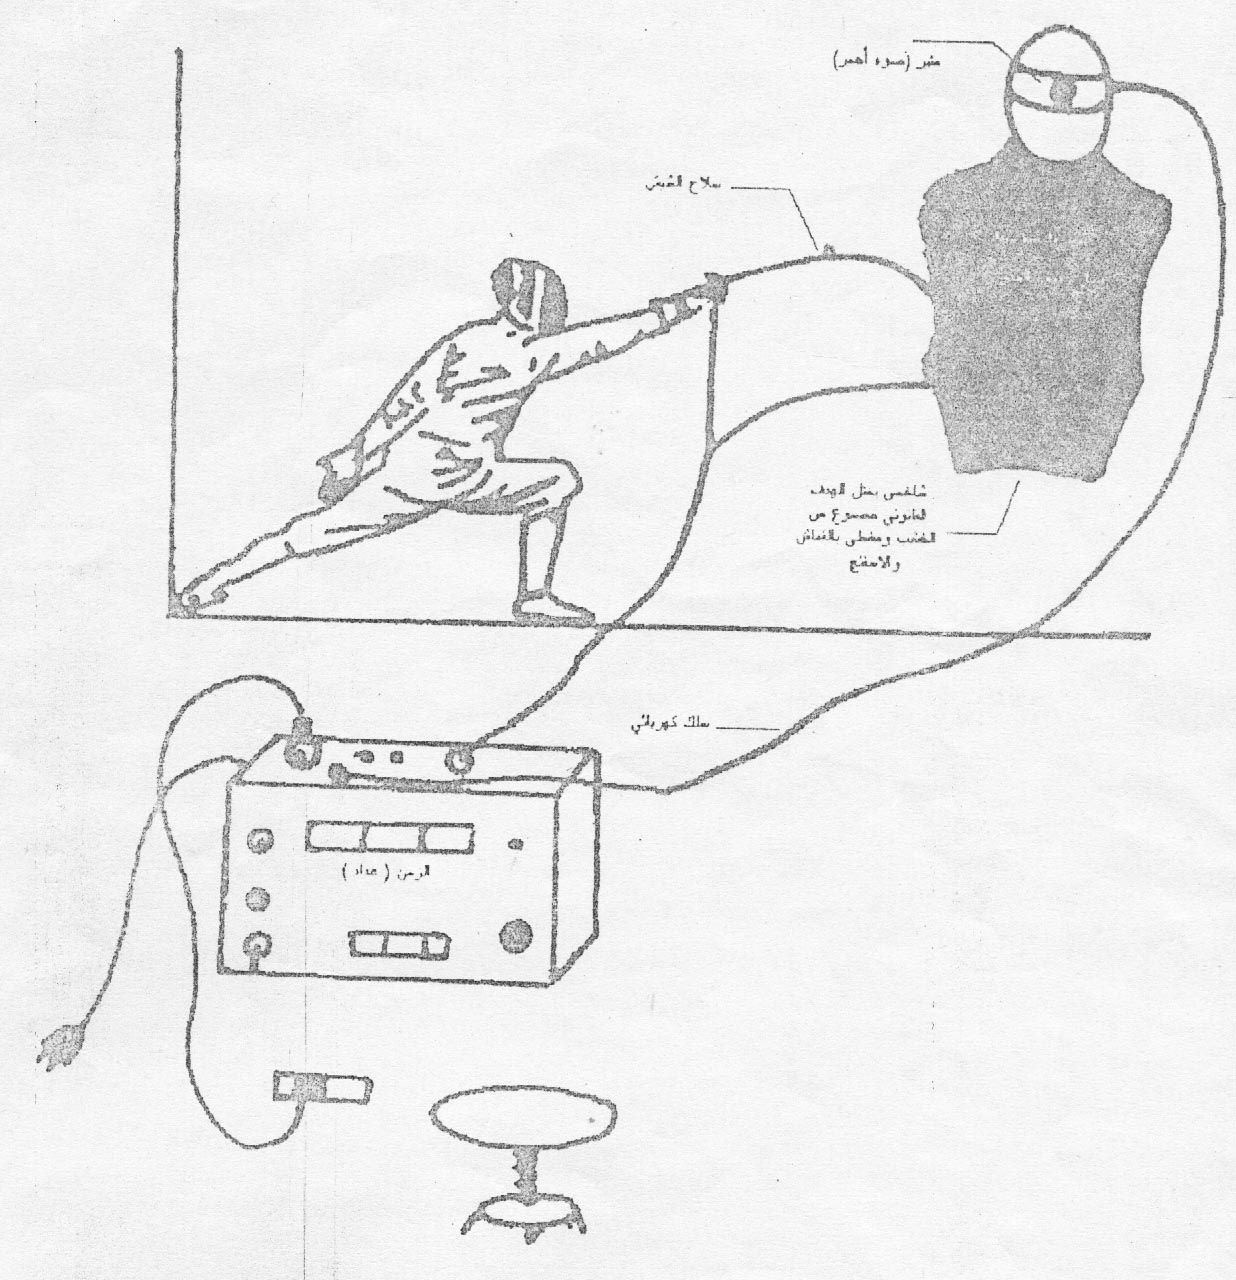 مثير (ضوء أحمر)
سلاح الشيش
شاخص يمثل الهدف
القانوني مصنوع من
الخشب ومغطى بالقماش
والاسفنج
سلك كهربائي
الزمن (عداد)